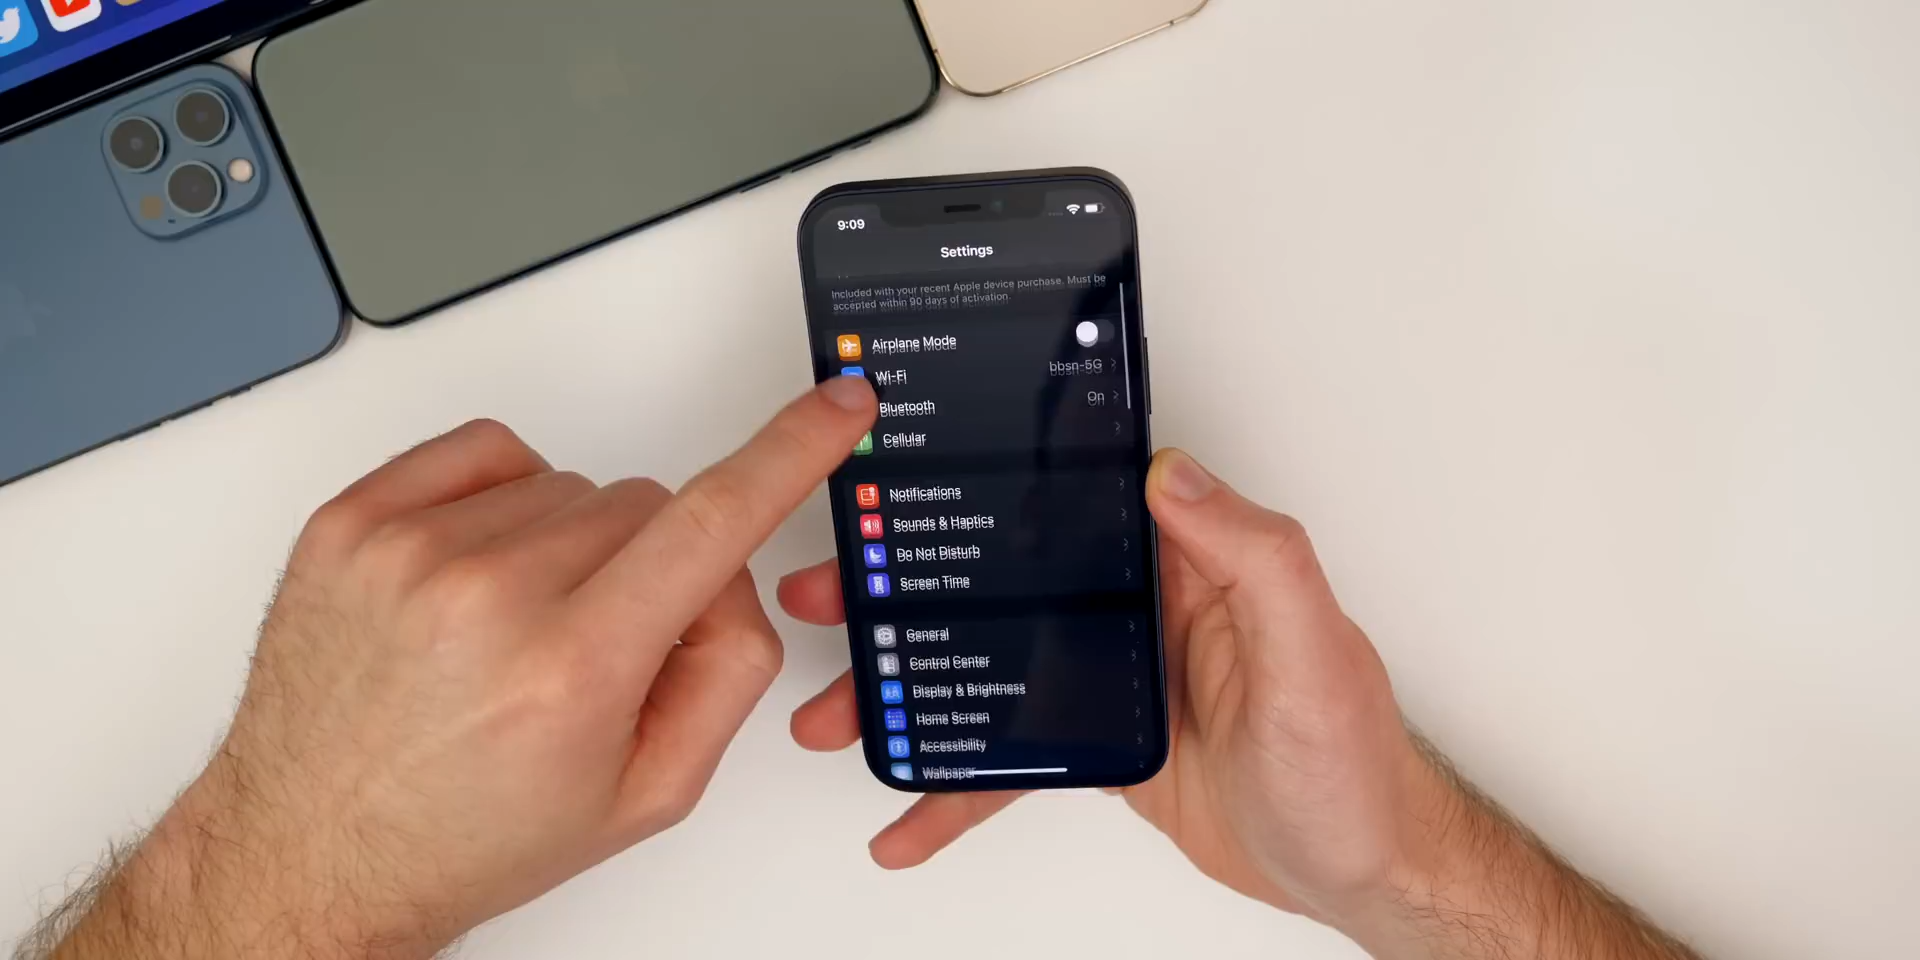 9:09
Settings
Included with your recent Apple device purchase. Must be
accepted within 90 days of activation.
Airplane Mode
Wi-Fi
bbsn-5G
Bluetooth
On
Cellular
Notifications
Sounds & Haptics
Do Not Disturb
Screen Time
General
Control Center
Display & Brightness
Home Screen
Accessibility
Wallpaper